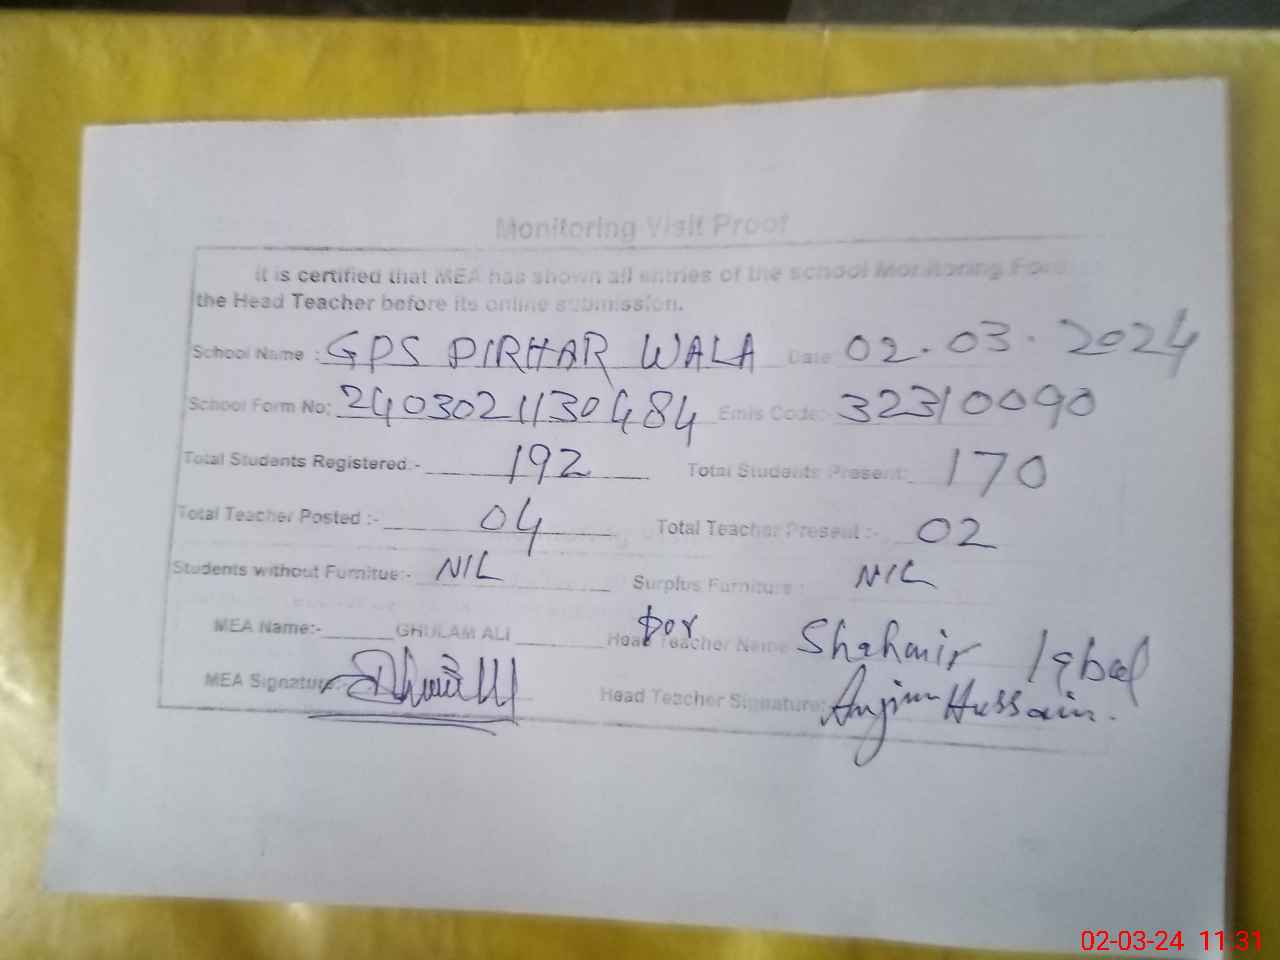 Monitoring Visit Proof
It is certified that MEA has shown all entries of the school Monitoring Form
the Head Teacher before its online submission.
School Name : GPS PIRHAR WALA Date 02.03.2024
School Form No: 2403021130484 Emis Code:- 32310090
Total Students Registered:- 192 Total Students Present: 170
Total Teacher Posted :- 04 Total Teacher Present :- 02
Students without Furnitue:- NIL Surplus Furniture : NIL
MEA Name:- GHULAM ALI for Head Teacher Name Shahmir Iqbal
MEA Signature:- Head Teacher Signature: Anjum Hussain.
02-03-24 11:31